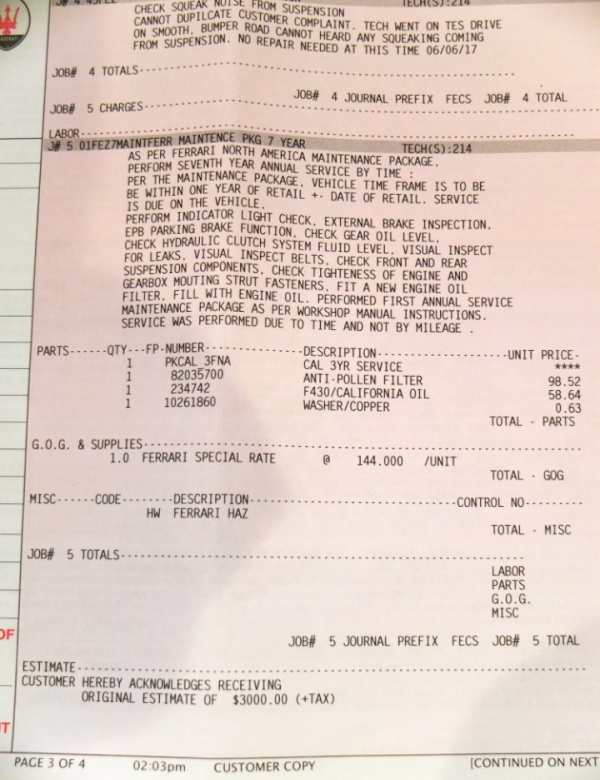 CHECK SQUEAK NOISE FROM SUSPENSION
TECH(S):214
CANNOT DUPILCATE CUSTOMER COMPLAINT. TECH WENT ON TES DRIVE
ON SMOOTH, BUMPER ROAD CANNOT HEARD ANY SQUEAKING COMING
FROM SUSPENSION. NO REPAIR NEEDED AT THIS TIME 06/06/17
JOB# 4 TOTALS----------------------------------------------------
JOB# 4 JOURNAL PREFIX FECS JOB# 4 TOTAL
JOB# 5 CHARGES---------------------------------------------------
LABOR------------------------------------------------------------
J# 5 01FEZ7MAINTFERR MAINTENCE PKG 7 YEAR TECH(S):214
AS PER FERRARI NORTH AMERICA MAINTENANCE PACKAGE.
PERFORM SEVENTH YEAR ANNUAL SERVICE BY TIME :
PER THE MAINTENANCE PACKAGE, VEHICLE TIME FRAME IS TO BE
BE WITHIN ONE YEAR OF RETAIL +- DATE OF RETAIL. SERVICE
IS DUE ON THE VEHICLE.
PERFORM INDICATOR LIGHT CHECK, EXTERNAL BRAKE INSPECTION.
EPB PARKING BRAKE FUNCTION, CHECK GEAR OIL LEVEL,
CHECK HYDRAULIC CLUTCH SYSTEM FLUID LEVEL, VISUAL INSPECT
FOR LEAKS, VISUAL INSPECT BELTS, CHECK FRONT AND REAR
SUSPENSION COMPONENTS, CHECK TIGHTENESS OF ENGINE AND
GEARBOX MOUTING STRUT FASTENERS, FIT A NEW ENGINE OIL
FILTER, FILL WITH ENGINE OIL. PERFORMED FIRST ANNUAL SERVICE
MAINTENANCE PACKAGE AS PER WORKSHOP MANUAL INSTRUCTIONS.
SERVICE WAS PERFORMED DUE TO TIME AND NOT BY MILEAGE .
PARTS------QTY---FP-NUMBER---------------DESCRIPTION--------------------UNIT PRICE-
1 PKCAL 3FNA CAL 3YR SERVICE ****
1 82035700 ANTI-POLLEN FILTER 98.52
1 234742 F430/CALIFORNIA OIL 58.64
1 10261860 WASHER/COPPER 0.63
TOTAL - PARTS
G.O.G. & SUPPLIES------------------------------------------------
1.0 FERRARI SPECIAL RATE @ 144.000 /UNIT
TOTAL - GOG
MISC------CODE--------DESCRIPTION------------------------------CONTROL NO---------
HW FERRARI HAZ
TOTAL - MISC
JOB# 5 TOTALS----------------------------------------------------
LABOR
PARTS
G.O.G.
MISC
JOB# 5 JOURNAL PREFIX FECS JOB# 5 TOTAL
ESTIMATE---------------------------------------------------------
CUSTOMER HEREBY ACKNOWLEDGES RECEIVING
ORIGINAL ESTIMATE OF $3000.00 (+TAX)
PAGE 3 OF 4 02:03pm CUSTOMER COPY [CONTINUED ON NEXT